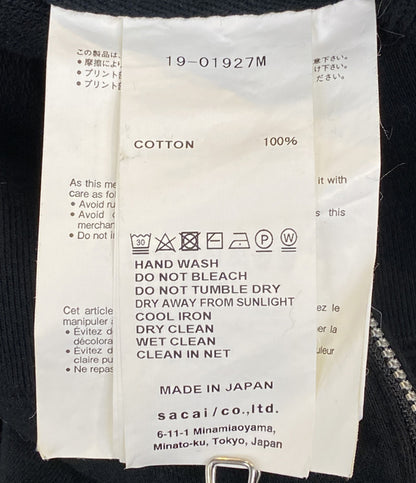 19-01927M
COTTON 100%
30 P W
HAND WASH
DO NOT BLEACH
DO NOT TUMBLE DRY
DRY AWAY FROM SUNLIGHT
COOL IRON
DRY CLEAN
WET CLEAN
CLEAN IN NET
MADE IN JAPAN
sacai/co.,ltd.
6-11-1 Minamiaoyama,
Minato-ku, Tokyo, Japan
この製品は、
● 摩擦によ
● プリント
● プリント
下さい。
さい。
ださい。
As this me
care as fol
● Avoid ru
● Avoid
merchan
● Do not i
it with
this
Cet article
manipuler a
● Évitez d
décolora
● Évitez d
claire pu
● Ne repas
ez le
er la
uleur